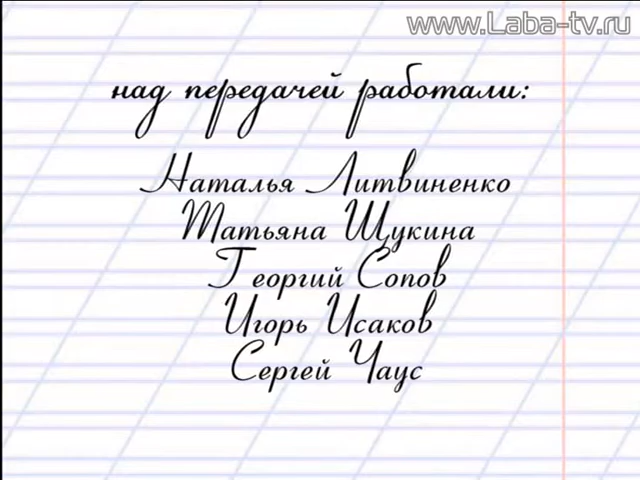 www.Laba-tv.ru
над передачей работали:
Наталья Литвиненко
Татьяна Щукина
Георгий Сопов
Игорь Исаков
Сергей Чаус